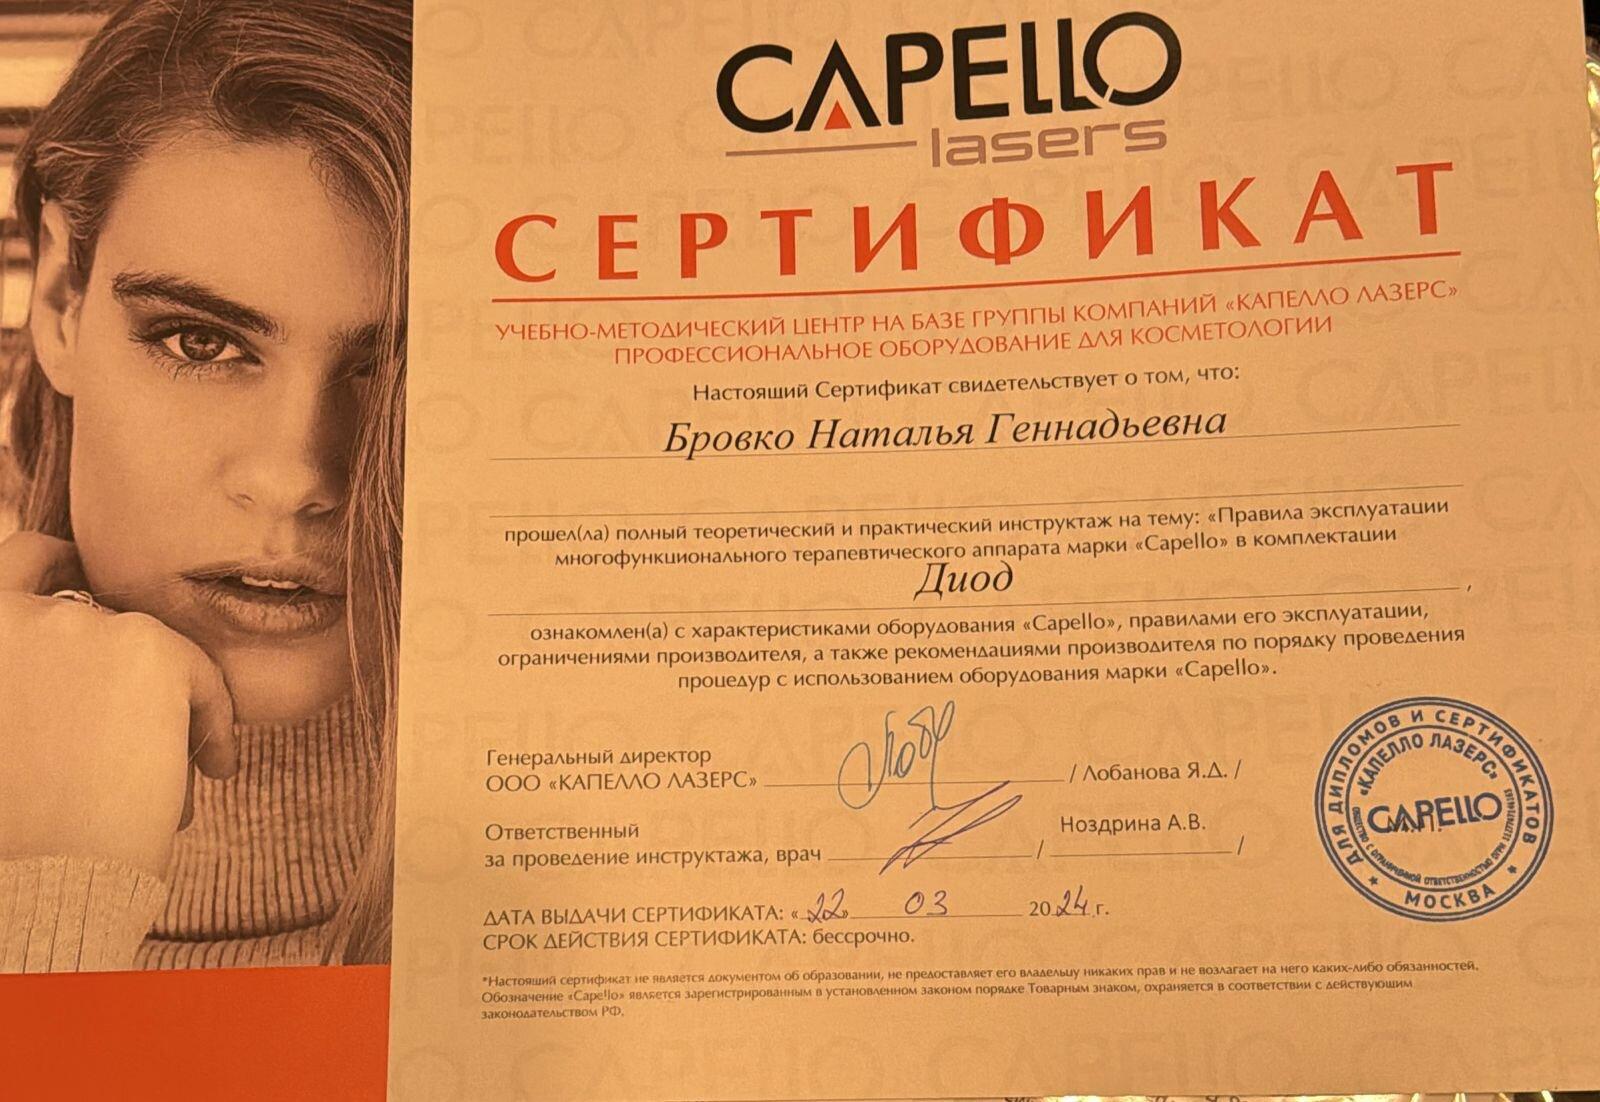 CAPELLO
lasers
СЕРТИФИКАТ
УЧЕБНО-МЕТОДИЧЕСКИЙ ЦЕНТР НА БАЗЕ ГРУППЫ КОМПАНИЙ «КАПЕЛЛО ЛАЗЕРС»
ПРОФЕССИОНАЛЬНОЕ ОБОРУДОВАНИЕ ДЛЯ КОСМЕТОЛОГИИ
Настоящий Сертификат свидетельствует о том, что:
Бровко Наталья Геннадьевна
прошел(ла) полный теоретический и практический инструктаж на тему: «Правила эксплуатации
многофункционального терапевтического аппарата марки «Capello» в комплектации
Диод,
ознакомлен(а) с характеристиками оборудования «Capello», правилами его эксплуатации,
ограничениями производителя, а также рекомендациями производителя по порядку проведения
процедур с использованием оборудования марки «Capello».
Генеральный директор
ООО «КАПЕЛЛО ЛАЗЕРС» / Лобанова Я.Д. /
Ответственный
за проведение инструктажа, врач / Ноздрина А.В. /
ДАТА ВЫДАЧИ СЕРТИФИКАТА: «22» 03 2024 г.
СРОК ДЕЙСТВИЯ СЕРТИФИКАТА: бессрочно.
*Настоящий сертификат не является документом об образовании, не предоставляет его владельцу никаких прав и не возлагает на него каких-либо обязанностей.
Обозначение «Capello» является зарегистрированным в установленном законом порядке Товарным знаком, охраняется в соответствии с действующим
законодательством РФ.
ДЛЯ ДИПЛОМОВ И СЕРТИФИКАТОВ
«КАПЕЛЛО ЛАЗЕРС»
CAPELLO
М.П.
ОБЩЕСТВО С ОГРАНИЧЕННОЙ ОТВЕТСТВЕННОСТЬЮ
МОСКВА